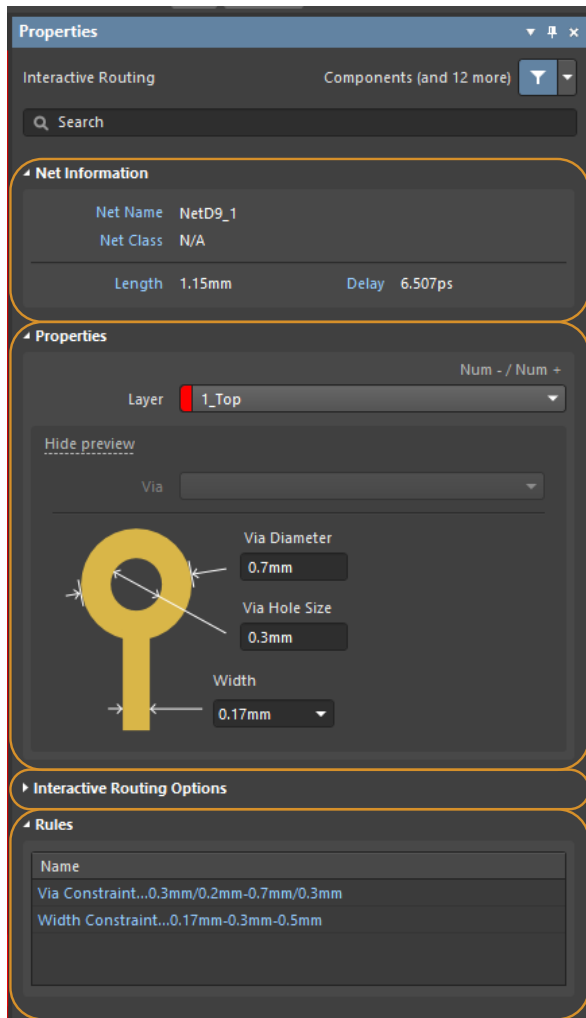 Properties
Interactive Routing Components (and 12 more)
Search
Net Information
Net Name NetD9_1
Net Class N/A
Length 1.15mm Delay 6.507ps
Properties
Num - / Num +
Layer 1_Top
Hide preview
Via
Via Diameter
0.7mm
Via Hole Size
0.3mm
Width
0.17mm
Interactive Routing Options
Rules
Name
Via Constraint...0.3mm/0.2mm-0.7mm/0.3mm
Width Constraint...0.17mm-0.3mm-0.5mm